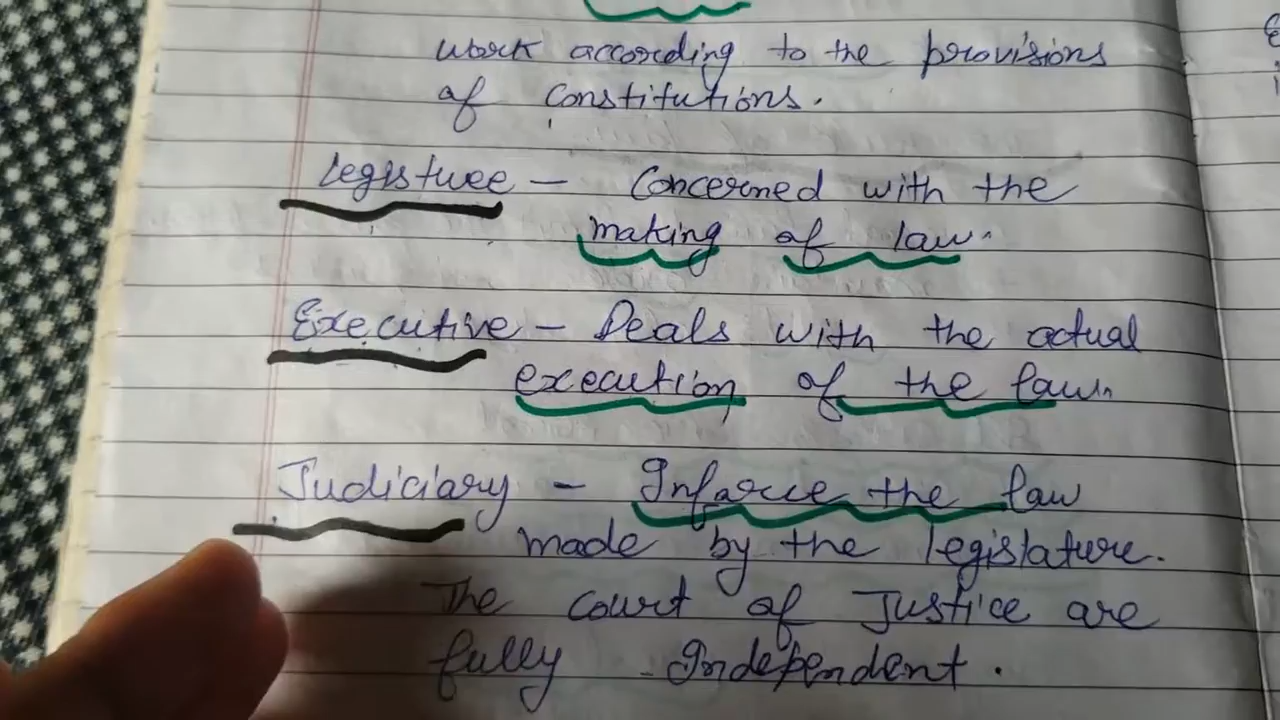 work according to the provisions
of Constitutions.
Legisture - Concerned with the
making of law.
Executive - Deals with the actual
execution of the law.
Judiciary - Inforce the law
made by the legislature.
The court of Justice are
fully Independent.